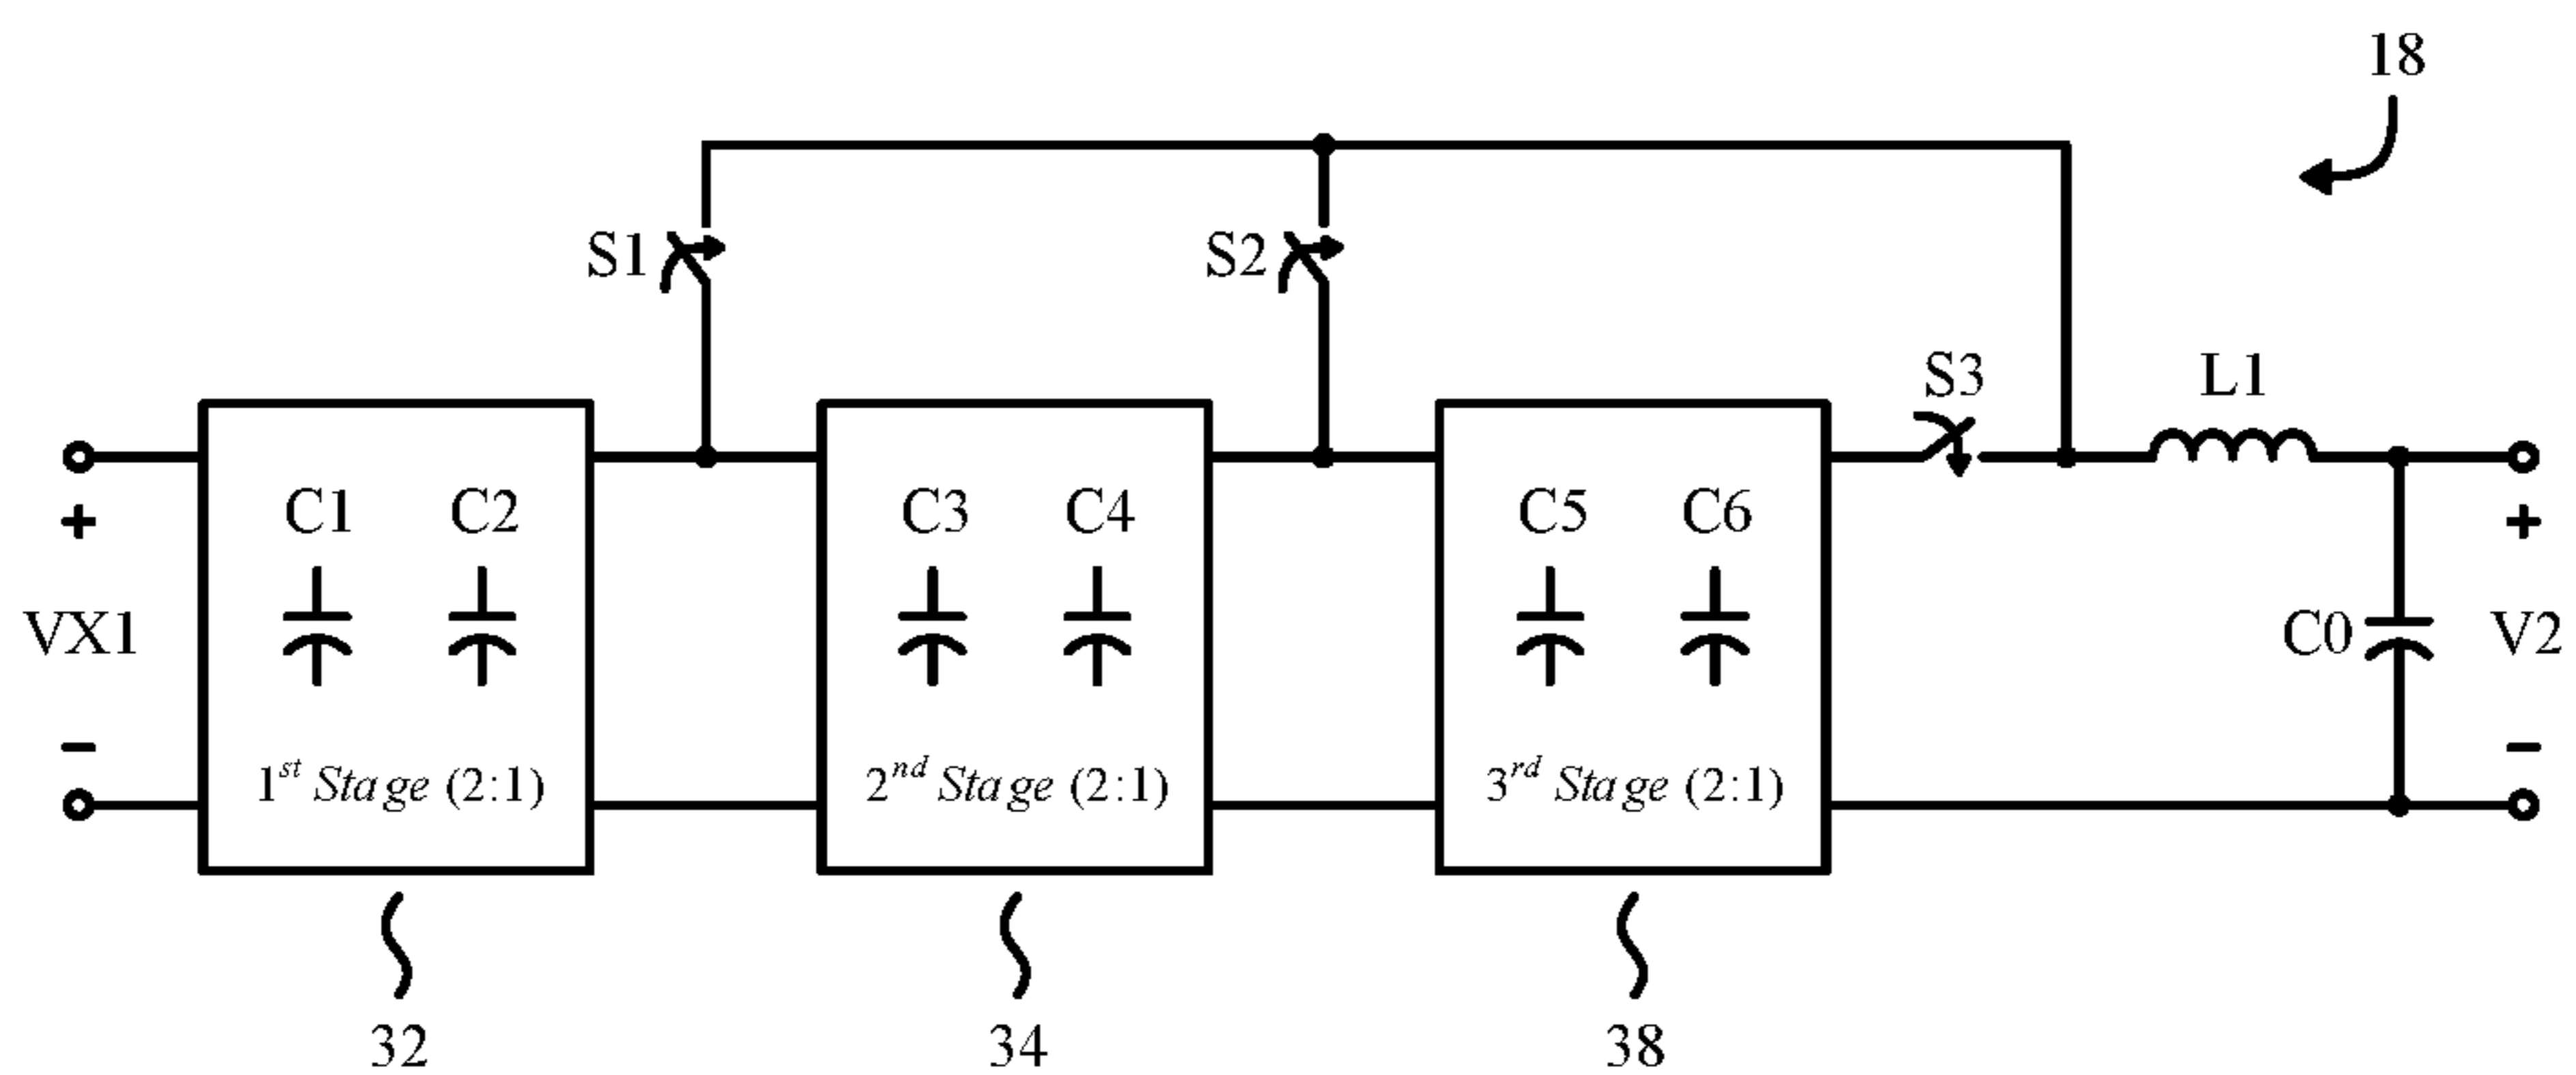 18
S1
S2
S3
L1
C1 C2
C3 C4
C5 C6
+
+
VX1
C0
V2
−
−
1st Stage (2:1)
2nd Stage (2:1)
3rd Stage (2:1)
32
34
38